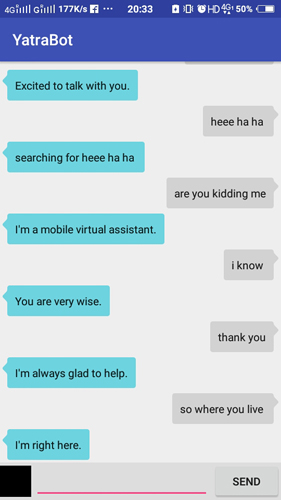 4G 177K/s ... 20:33 HD 4G 50%
YatraBot
Excited to talk with you.
heee ha ha
searching for heee ha ha
are you kidding me
I'm a mobile virtual assistant.
i know
You are very wise.
thank you
I'm always glad to help.
so where you live
I'm right here.
SEND